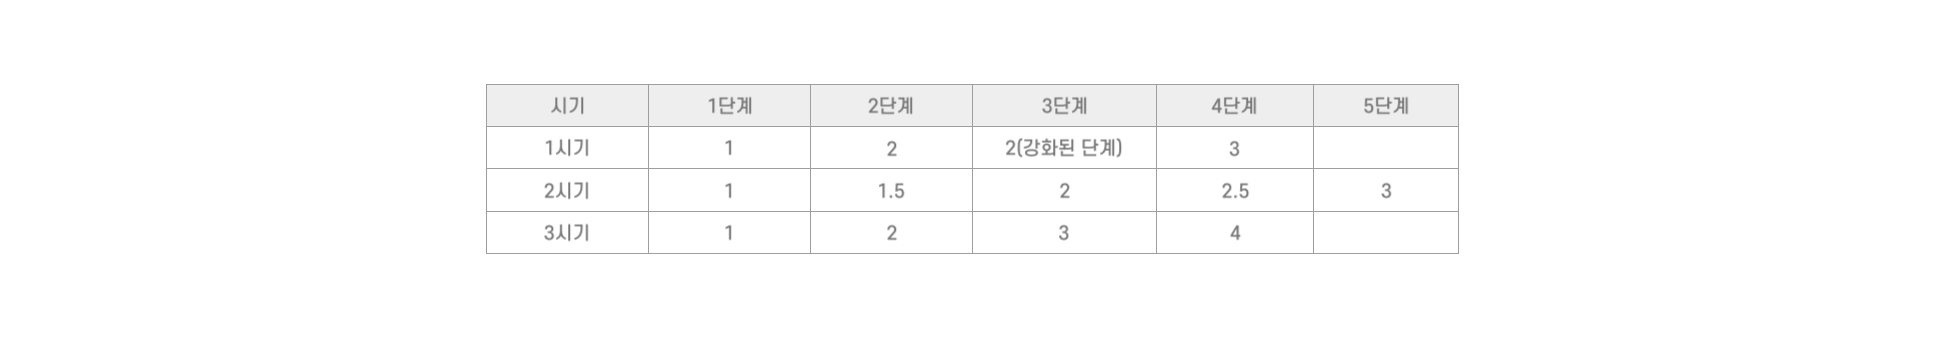 시기 1단계 2단계 3단계 4단계 5단계
1시기 1 2 2(강화된 단계) 3
2시기 1 1.5 2 2.5 3
3시기 1 2 3 4